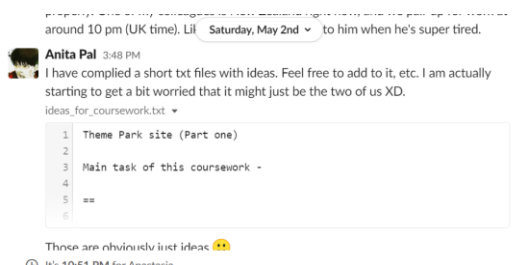 around 10 pm (UK time). Lik Saturday, May 2nd to him when he's super tired.
Anita Pal 3:48 PM
I have complied a short txt files with ideas. Feel free to add to it, etc. I am actually
starting to get a bit worried that it might just be the two of us XD.
ideas_for_coursework.txt
1 Theme Park site (Part one)
2
3 Main task of this coursework -
4
5 ==
6
Those are obviously just ideas
It's 10:51 PM for Anastasia